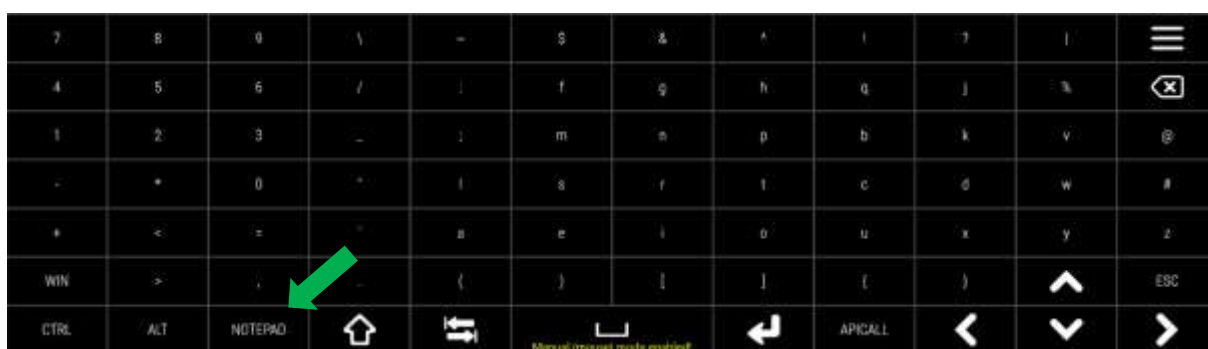 7 8 9 \ – $ & ^ ! ? |
4 5 6 / : f g h q j %
1 2 3 _ ; m n p b k v @
- * 0 " l s r t c d w #
+ < = ' a e i o u x y z
WIN > , . ( ) [ ] { } ESC
CTRL ALT NOTEPAD APICALL
Manual (mouse) mode enabled!